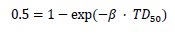 0.5 = 1 − exp(−β · TD₅₀)